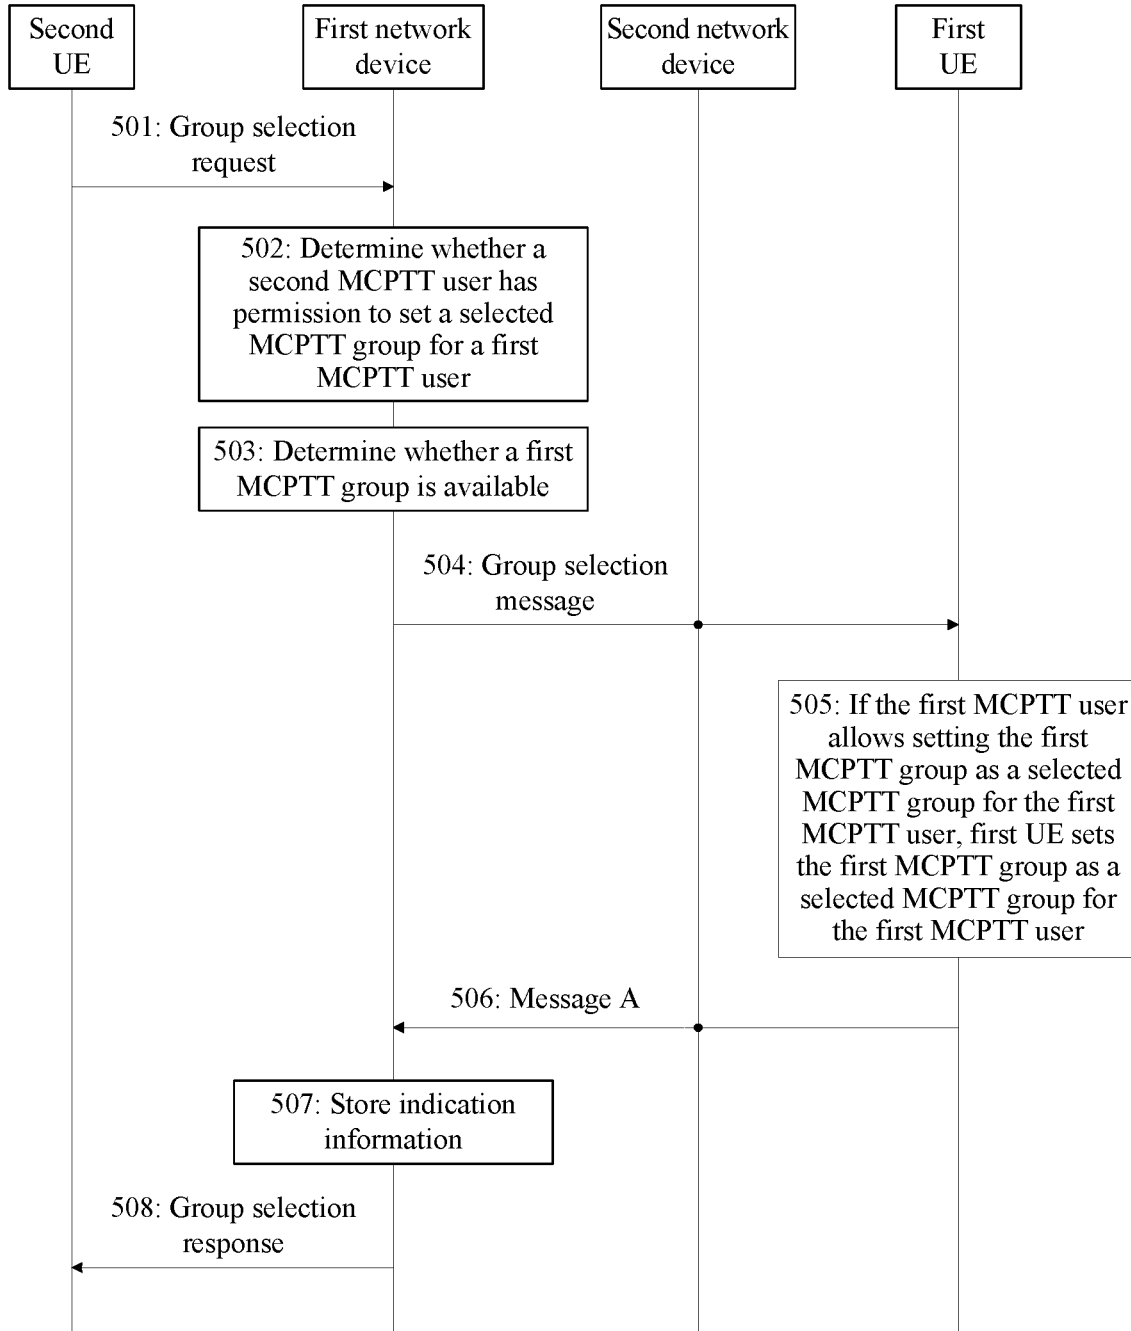 Second
UE
First network
device
Second network
device
First
UE
501: Group selection
request
502: Determine whether a
second MCPTT user has
permission to set a selected
MCPTT group for a first
MCPTT user
503: Determine whether a first
MCPTT group is available
504: Group selection
message
505: If the first MCPTT user
allows setting the first
MCPTT group as a selected
MCPTT group for the first
MCPTT user, first UE sets
the first MCPTT group as a
selected MCPTT group for
the first MCPTT user
506: Message A
507: Store indication
information
508: Group selection
response